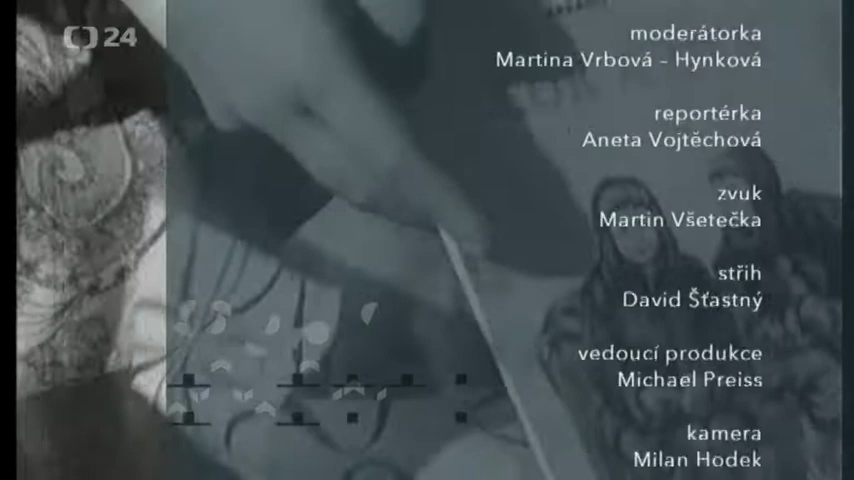 24
moderátorka
Martina Vrbová - Hynková
reportérka
Aneta Vojtěchová
zvuk
Martin Všetečka
střih
David Šťastný
vedoucí produkce
Michael Preiss
kamera
Milan Hodek